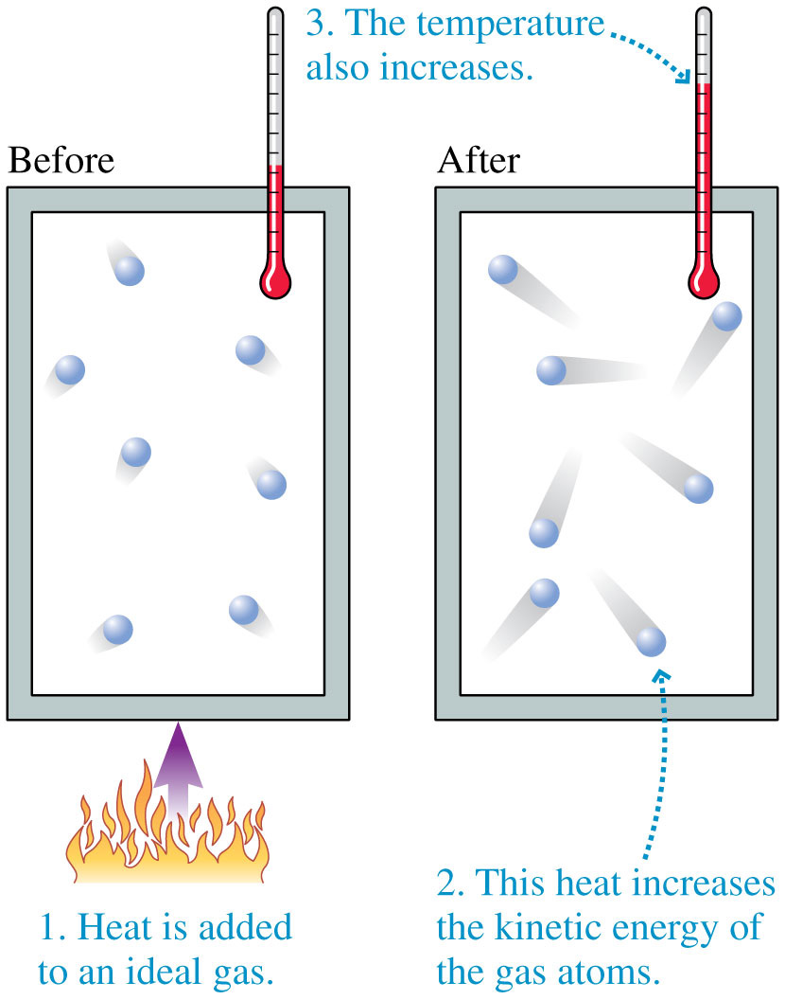 3. The temperature
also increases.
Before
After
1. Heat is added
to an ideal gas.
2. This heat increases
the kinetic energy of
the gas atoms.